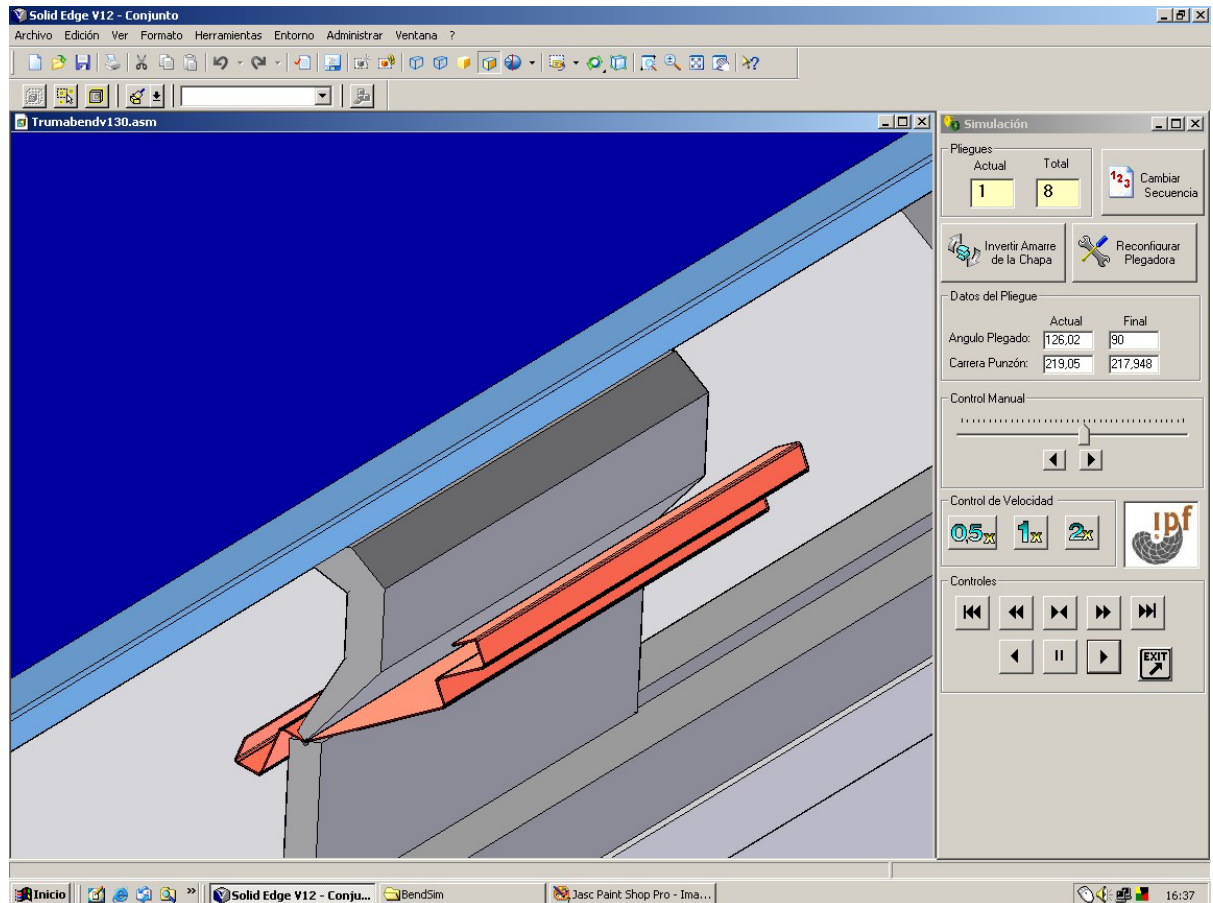 Solid Edge V12 - Conjunto
Archivo Edición Ver Formato Herramientas Entorno Administrar Ventana ?
Trumabendv130.asm
Simulación
Pliegues
Actual Total
1 8
123
Cambiar
Secuencia
Invertir Amarre
de la Chapa
Reconfigurar
Plegadora
Datos del Pliegue
Actual Final
Angulo Plegado: 126,02 90
Carrera Punzón: 219,05 217,948
Control Manual
Control de Velocidad
0,5x 1x 2x
ipf
Controles
EXIT
Inicio » Solid Edge V12 - Conju... BendSim Jasc Paint Shop Pro - Ima... 16:37